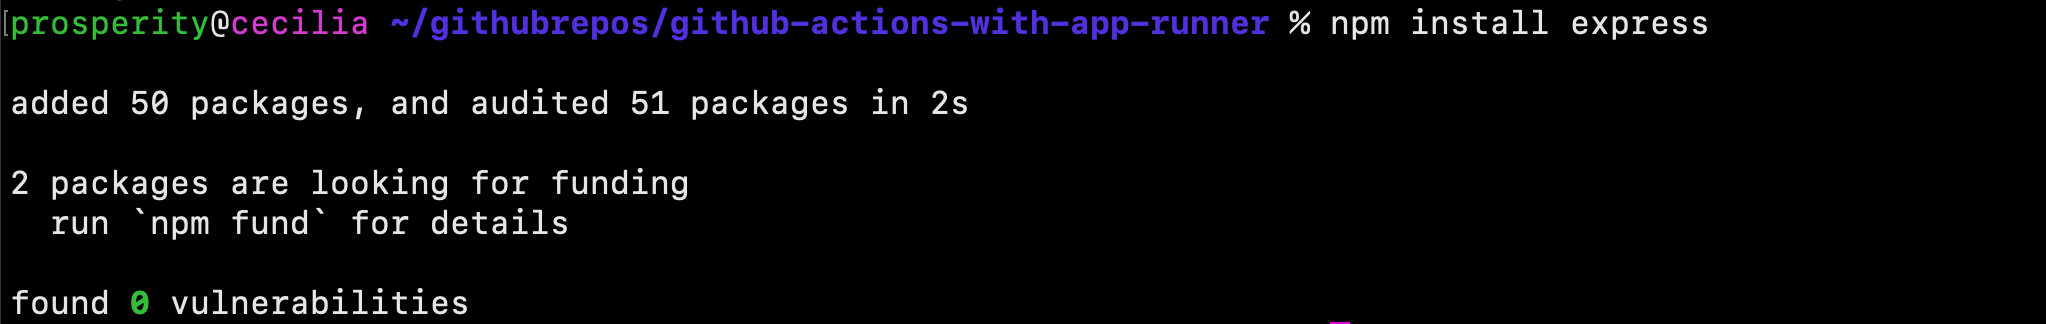 [prosperity@cecilia ~/githubrepos/github-actions-with-app-runner % npm install express
added 50 packages, and audited 51 packages in 2s
2 packages are looking for funding
run `npm fund` for details
found 0 vulnerabilities